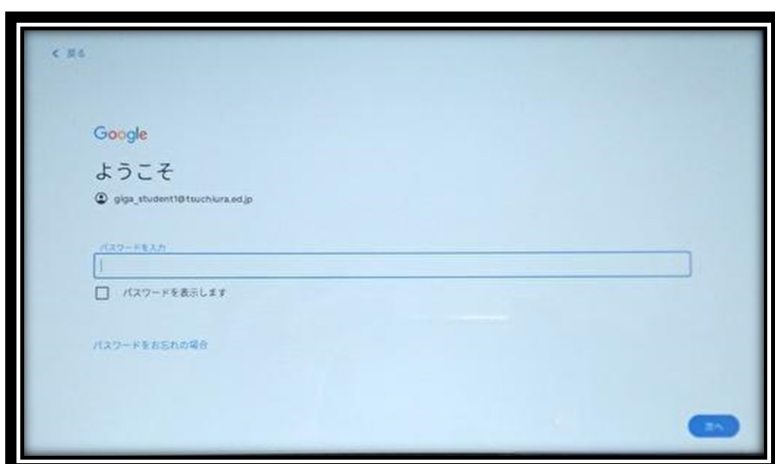 戻る
Google
ようこそ
giga_student1@tsuchiura.ed.jp
パスワードを入力
パスワードを表示します
パスワードをお忘れの場合
次へ